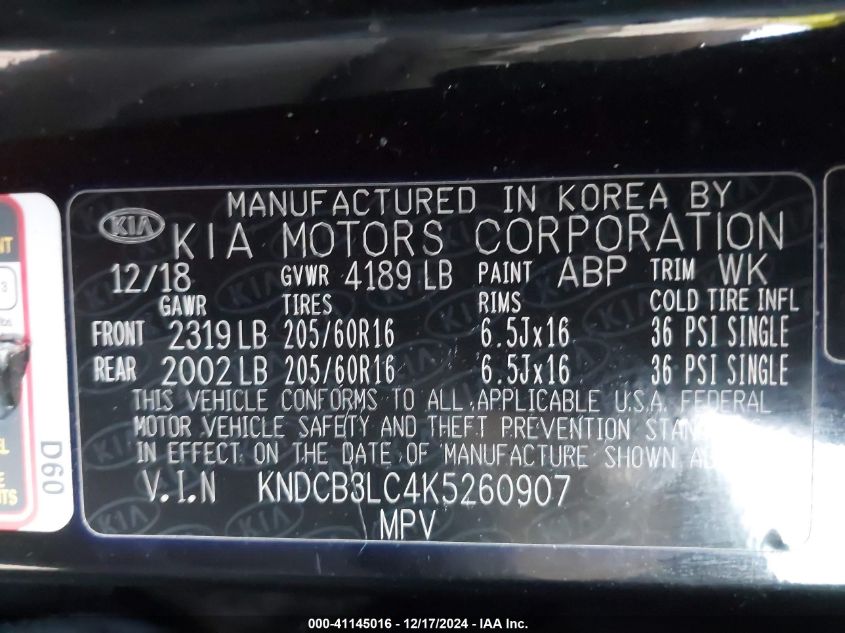 MANUFACTURED IN KOREA BY
KIA KIA MOTORS CORPORATION
12/18 GVWR 4189 LB PAINT ABP TRIM WK
GAWR TIRES RIMS COLD TIRE INFL
FRONT 2319 LB 205/60R16 6.5Jx16 36 PSI SINGLE
REAR 2002 LB 205/60R16 6.5Jx16 36 PSI SINGLE
THIS VEHICLE CONFORMS TO ALL APPLICABLE U.S.A. FEDERAL
MOTOR VEHICLE SAFETY AND THEFT PREVENTION
IN EFFECT ON THE DATE OF MANUFACTURE SHOWN
V.I.N KNDCB3LC4K5260907
MPV
D60
000-41145016 - 12/17/2024 - IAA Inc.